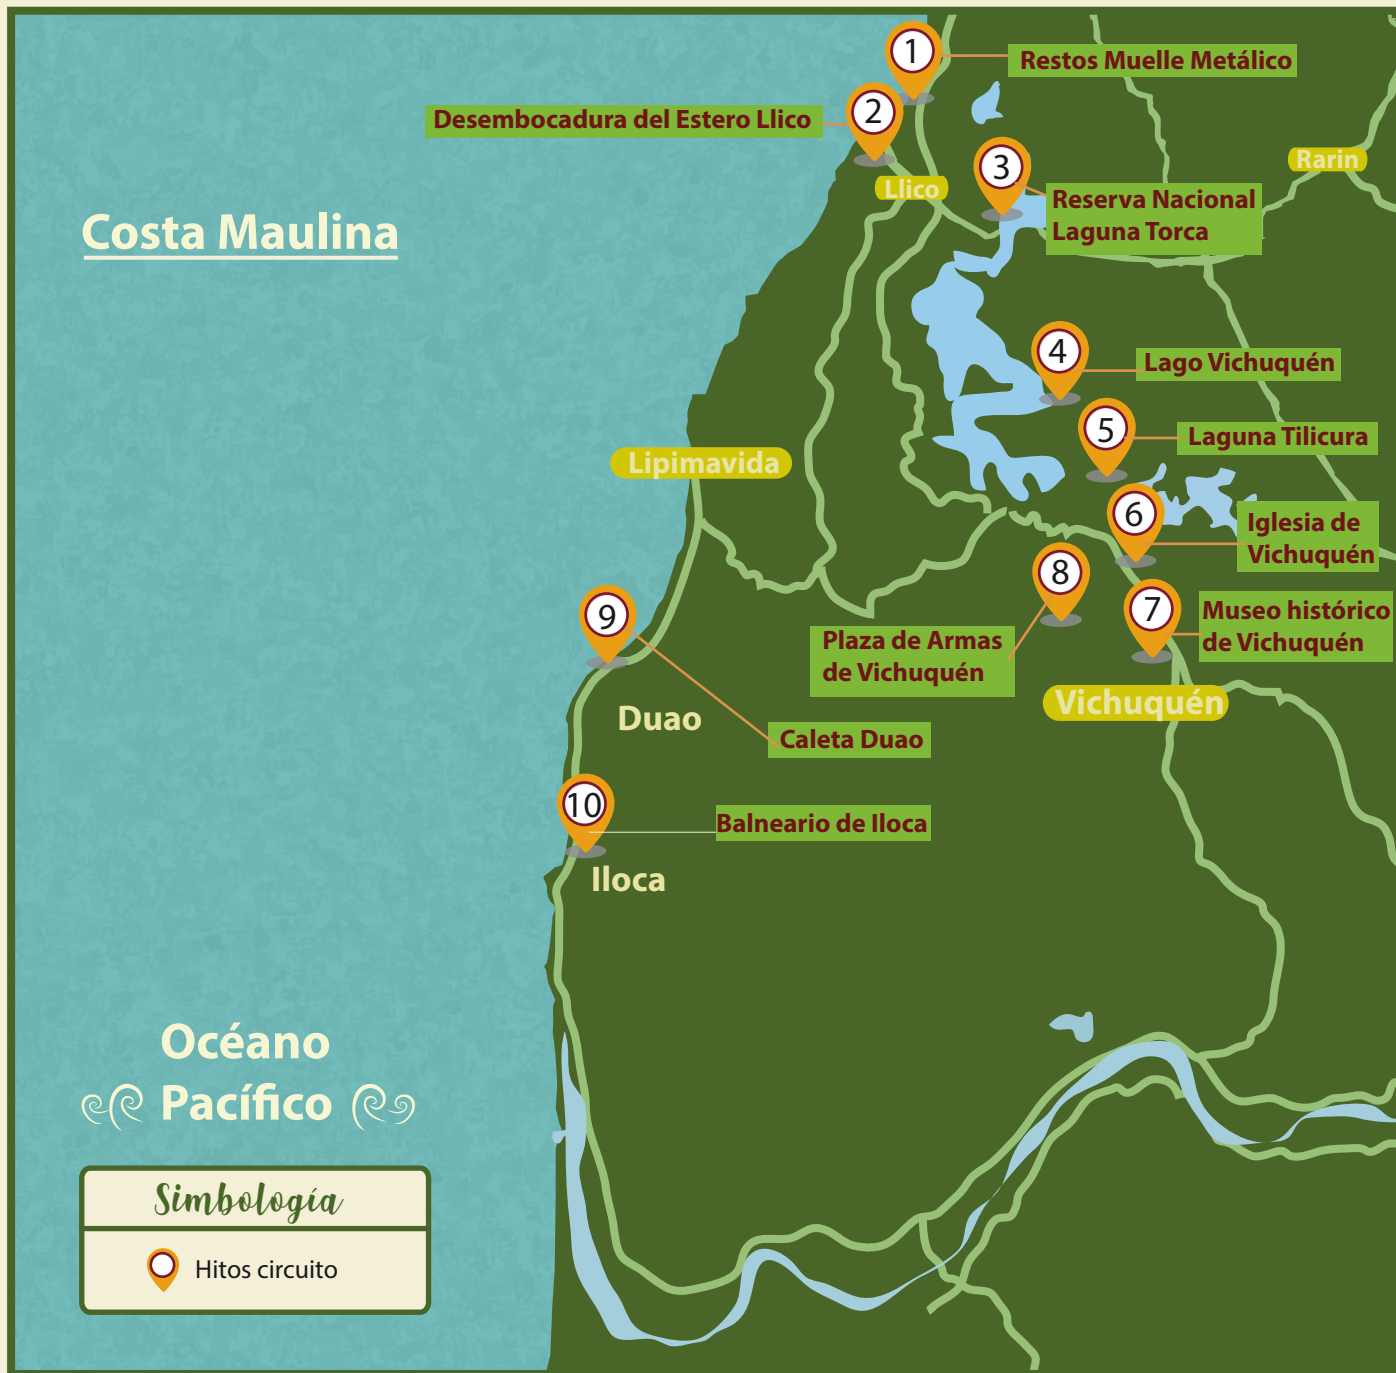 1
Restos Muelle Metálico
2
Desembocadura del Estero Llico
3
Rarin
Llico
Reserva Nacional
Laguna Torca
Costa Maulina
4
Lago Vichuquén
5
Laguna Tilicura
Lipimavida
6
Iglesia de
Vichuquén
8
9
7
Museo histórico
de Vichuquén
Plaza de Armas
de Vichuquén
Vichuquén
Duao
Caleta Duao
10
Balneario de Iloca
Iloca
Océano
Pacífico
Simbología
Hitos circuito